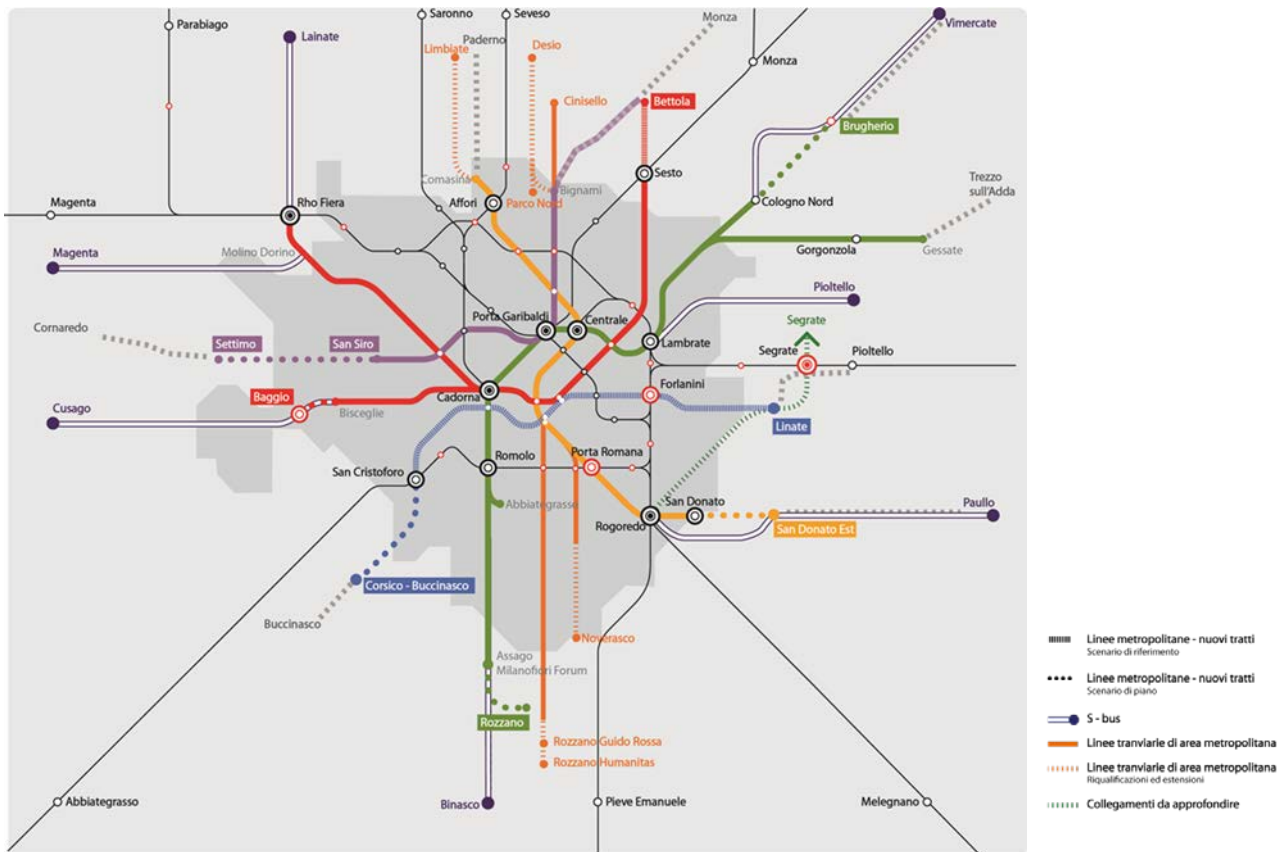 Saronno
Seveso
Monza
Parabiago
Lainate
Limbiate
Paderno
Desio
Vimercate
Monza
Cinisello
Bettola
Brugherio
Comasina
Bignami
Sesto
Trezzo
sull'Adda
Magenta
Rho Fiera
Affori
Parco Nord
Cologno Nord
Gorgonzola
Gessate
Magenta
Molino Dorino
Pioltello
Cornaredo
Settimo
San Siro
Porta Garibaldi
Centrale
Lambrate
Segrate
Segrate
Pioltello
Baggio
Cadorna
Forlanini
Cusago
Bisceglie
Linate
San Cristoforo
Romolo
Porta Romana
Abbiategrasso
Rogoredo
San Donato
Paullo
San Donato Est
Corsico - Buccinasco
Buccinasco
Noverasco
Assago
Milanofiori Forum
Rozzano
Rozzano Guido Rossa
Rozzano Humanitas
Abbiategrasso
Binasco
Pieve Emanuele
Melegnano
Linee metropolitane - nuovi tratti
Scenario di riferimento
Linee metropolitane - nuovi tratti
Scenario di piano
S - bus
Linee tranviarie di area metropolitana
Linee tranviarie di area metropolitana
Riqualificazioni ed estensioni
Collegamenti da approfondire